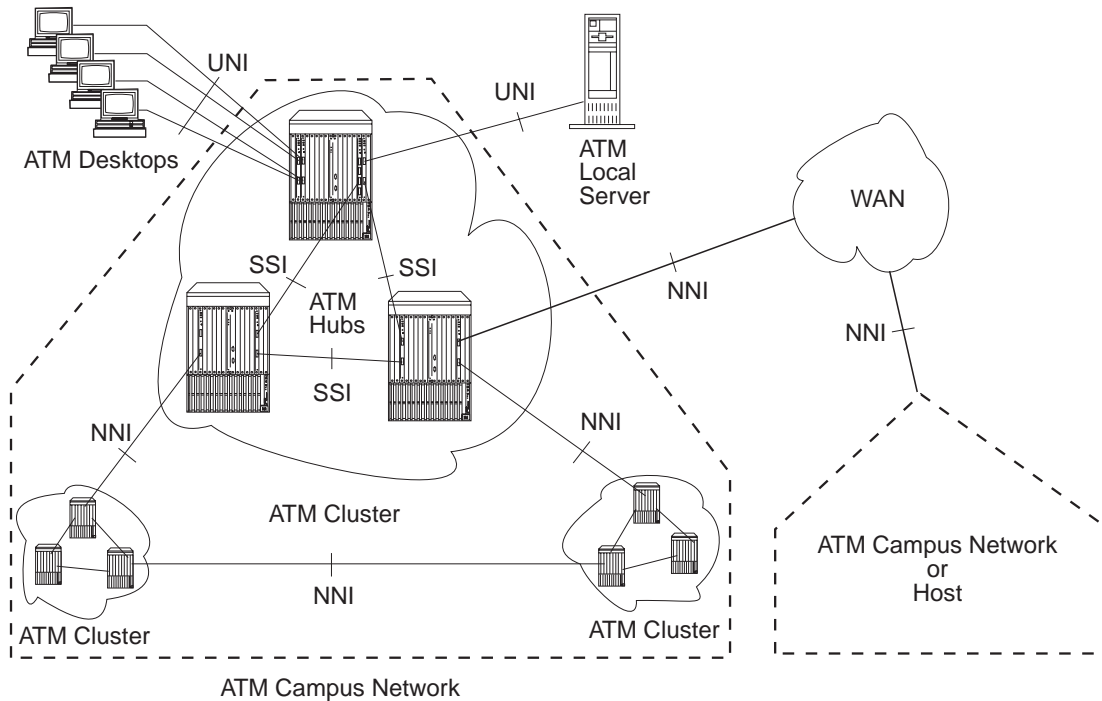 UNI
UNI
ATM Desktops
ATM
Local
Server
WAN
SSI
SSI
ATM
Hubs
NNI
NNI
SSI
NNI
NNI
ATM Cluster
ATM Campus Network
or
Host
NNI
ATM Cluster
ATM Cluster
ATM Campus Network